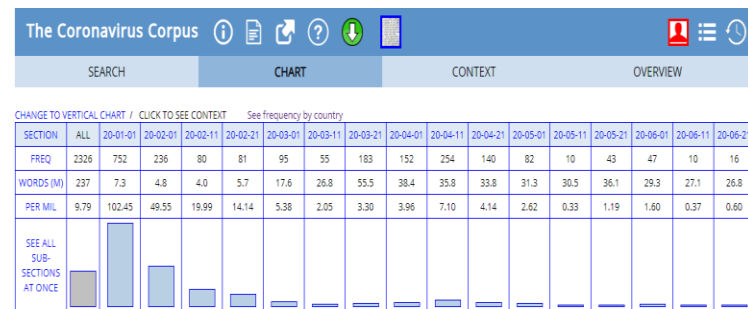 The Coronavirus Corpus
SEARCH CHART CONTEXT OVERVIEW
CHANGE TO VERTICAL CHART / CLICK TO SEE CONTEXT See frequency by country
SECTION ALL 20-01-01 20-02-01 20-02-11 20-02-21 20-03-01 20-03-11 20-03-21 20-04-01 20-04-11 20-04-21 20-05-01 20-05-11 20-05-21 20-06-01 20-06-11 20-06-21
FREQ 2326 752 236 80 81 95 55 183 152 254 140 82 10 43 47 10 16
WORDS (M) 237 7.3 4.8 4.0 5.7 17.6 26.8 55.5 38.4 35.8 33.8 31.3 30.5 36.1 29.3 27.1 26.8
PER MIL 9.79 102.45 49.55 19.99 14.14 5.38 2.05 3.30 3.96 7.10 4.14 2.62 0.33 1.19 1.60 0.37 0.60
SEE ALL
SUB-
SECTIONS
AT ONCE